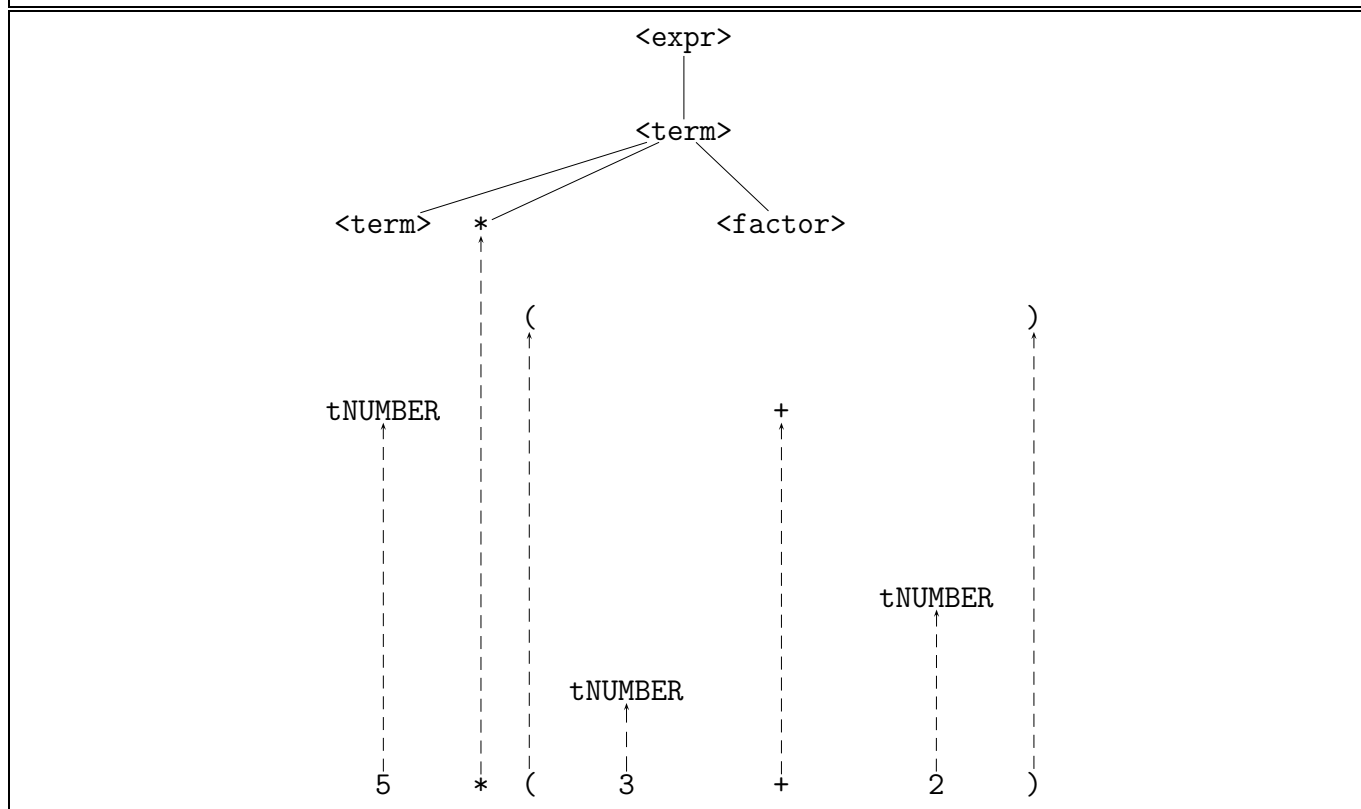 <expr>
<term>
<term> * <factor>
( )
tNUMBER +
tNUMBER
tNUMBER
5 * ( 3 + 2 )